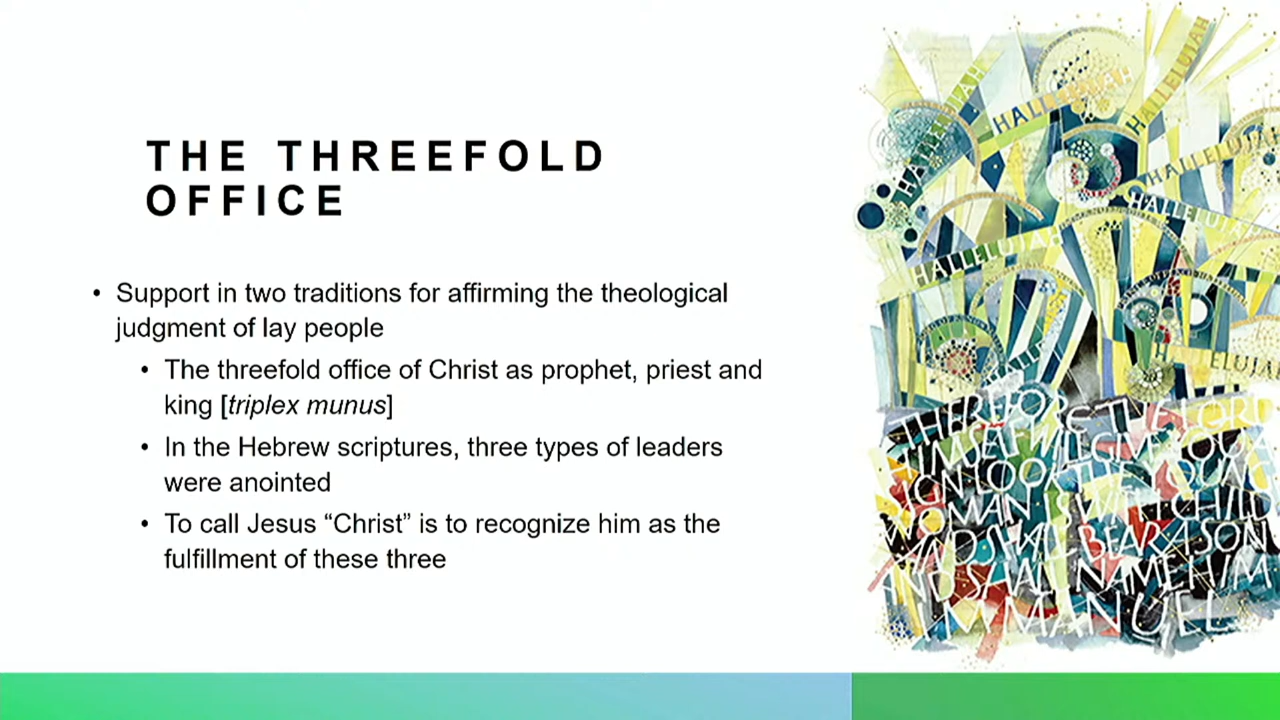 THE THREEFOLD
OFFICE
• Support in two traditions for affirming the theological
judgment of lay people
• The threefold office of Christ as prophet, priest and
king [triplex munus]
• In the Hebrew scriptures, three types of leaders
were anointed
• To call Jesus “Christ” is to recognize him as the
fulfillment of these three
HALLELUJAH
HALLELUJAH
HALLELUJAH
HALLELUJAH
HALLELUJAH
HALLELUJAH
HALLELUJAH
HALLELUJAH
THEREFORE THE LORD
HIMSELF WILL GIVE YOU A
SIGN LOOK THE YOUNG
WOMAN IS WITH CHILD
AND SHALL BEAR A SON
AND SHALL NAME HIM
IMMANUEL